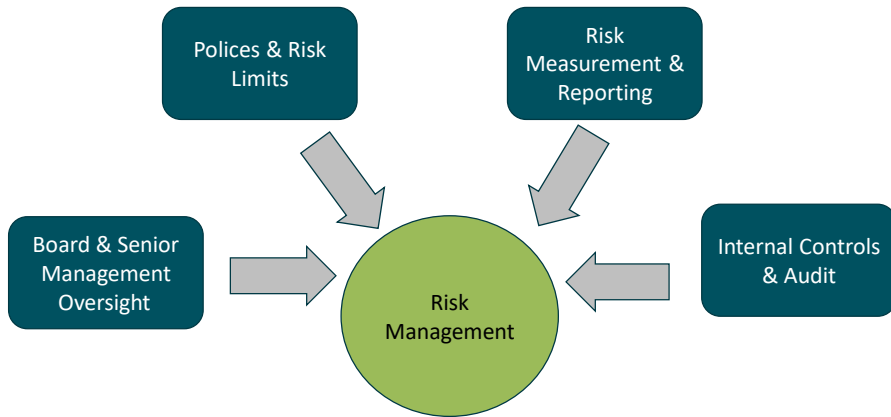 Polices & Risk
Limits
Risk
Measurement &
Reporting
Board & Senior
Management
Oversight
Internal Controls
& Audit
Risk
Management